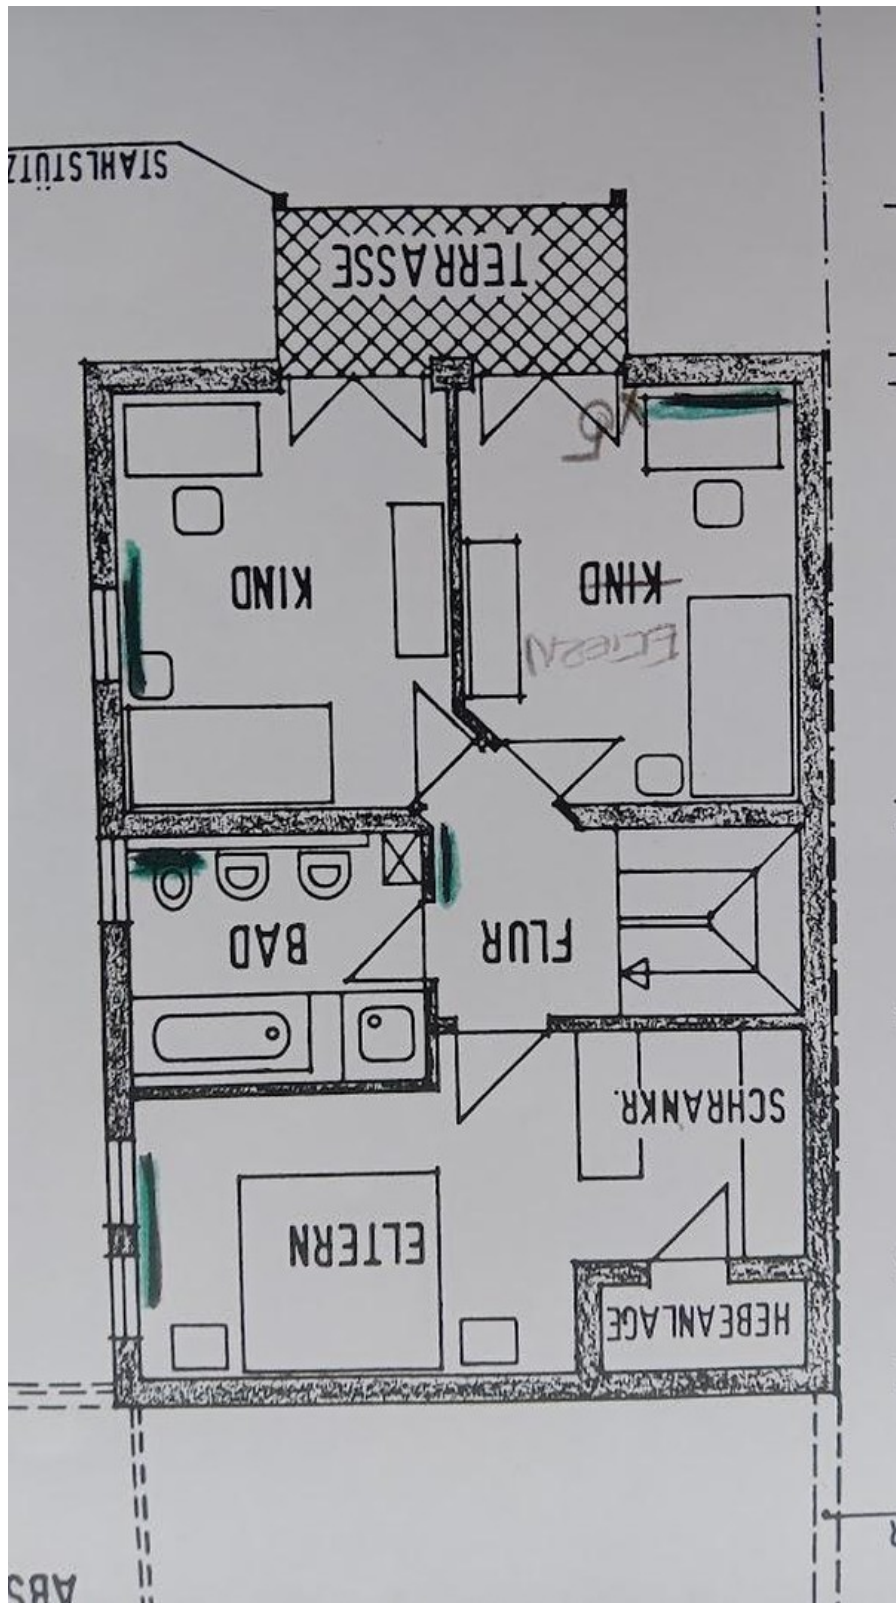 ABS
HEBEANLAGE
ELTERN
SCHRANKR.
FLUR
BAD
ELTERN
KIND
KIND
TERRASSE
STAHLSTÜTZ